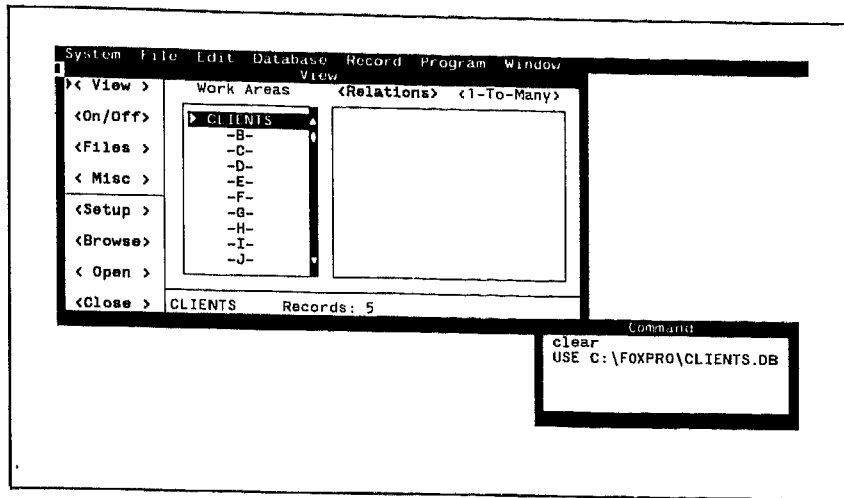 System File Edit Database Record Program Window
View
< View >
<On/Off>
<Files >
< Misc >
<Setup >
<Browse>
< Open >
<Close >
Work Areas <Relations> <1-To-Many>
CLIENTS
-B-
-C-
-D-
-E-
-F-
-G-
-H-
-I-
-J-
CLIENTS Records: 5
Command
clear
USE C:\FOXPRO\CLIENTS.DB